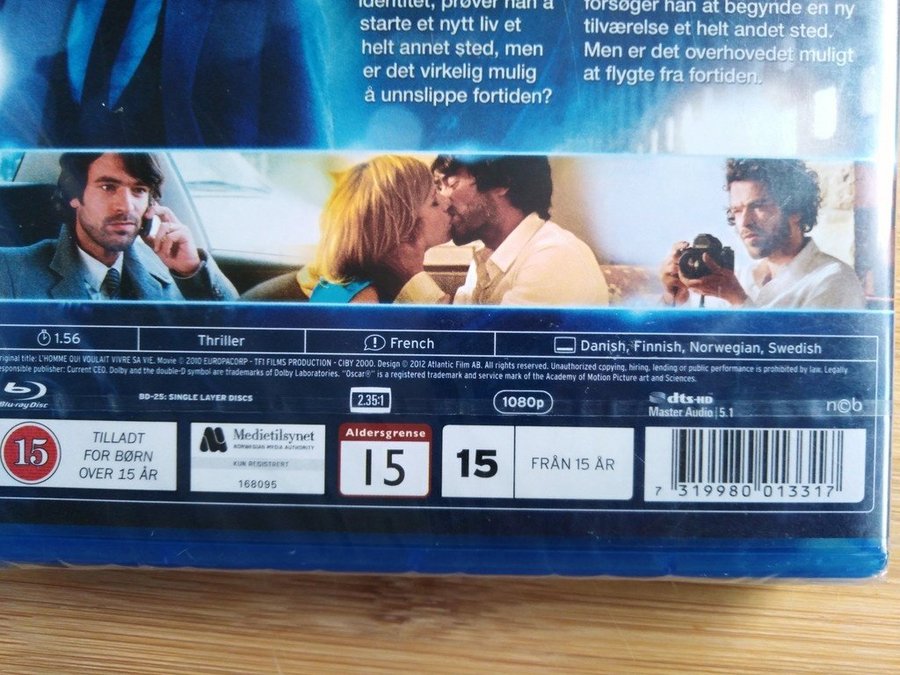 identitet, prøver han å
starte et nytt liv et
helt annet sted, men
er det virkelig mulig
å unnslippe fortiden?
forsøger han at begynde en ny
tilværelse et helt andet sted.
Men er det overhovedet muligt
at flygte fra fortiden.
1.56
Thriller
French
Danish, Finnish, Norwegian, Swedish
riginal title: L'HOMME QUI VOULAIT VIVRE SA VIE. Movie © 2010 EUROPACORP - TF1 FILMS PRODUCTION - CIBY 2000. Design © 2012 Atlantic Film AB. All rights reserved. Unauthorized copying, hiring, lending or public performance is prohibited by law. Legally
esponsible publisher: Current CEO. Dolby and the double-D symbol are trademarks of Dolby Laboratories. "Oscar®" is a registered trademark and service mark of the Academy of Motion Picture art and Sciences.
Blu-ray Disc
BD-25: SINGLE LAYER DISCS
2.35:1
1080p
dts-HD
Master Audio 5.1
n©b
15
TILLADT
FOR BØRN
OVER 15 ÅR
Medietilsynet
NORWEGIAN MEDIA AUTHORITY
KUN REGISTRERT
168095
Aldersgrense
15
15
FRÅN 15 ÅR
7 319980 013317